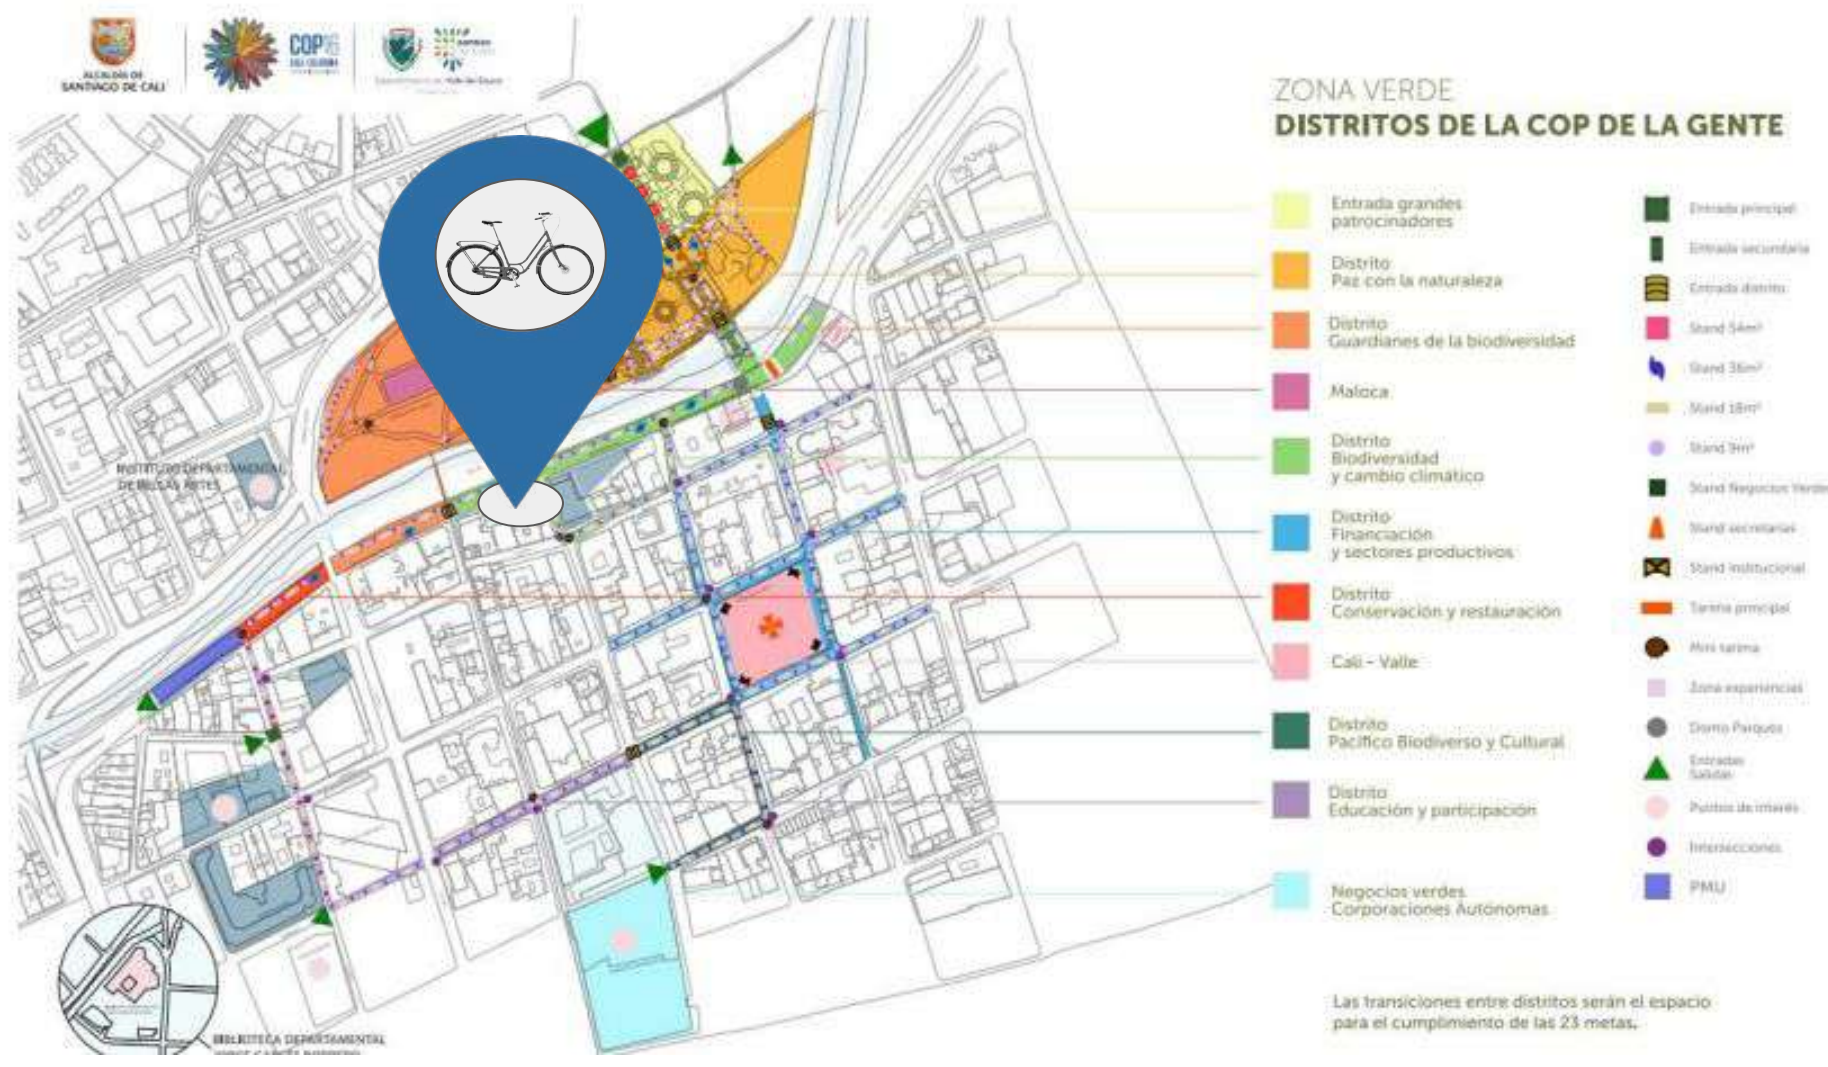 ALCALDÍA DE
SANTIAGO DE CALI
COP16
ZONA VERDE
DISTRITOS DE LA COP DE LA GENTE
Entrada grandes
patrocinadores
Distrito
Paz con la naturaleza
Distrito
Guardianes de la biodiversidad
Maloca
Distrito
Biodiversidad
y cambio climático
Distrito
Financiación
y sectores productivos
Distrito
Conservación y restauración
Cali - Valle
Distrito
Pacífico Biodiverso y Cultural
Distrito
Educación y participación
Negocios verdes
Corporaciones Autónomas
Entrada principal
Entrada secundaria
Entrada distrito
Stand 54m²
Stand 36m²
Stand 18m²
Stand 9m²
Stand Negocios Verdes
Stand secretarias
Stand institucional
Tarima principal
Mini tarima
Zona experiencias
Domo Parques
Entradas
Salidas
Puntos de interés
Intersecciones
PMU
INSTITUTO DEPARTAMENTAL
DE BELLAS ARTES
BIBLIOTECA DEPARTAMENTAL
Las transiciones entre distritos serán el espacio
para el cumplimiento de las 23 metas.